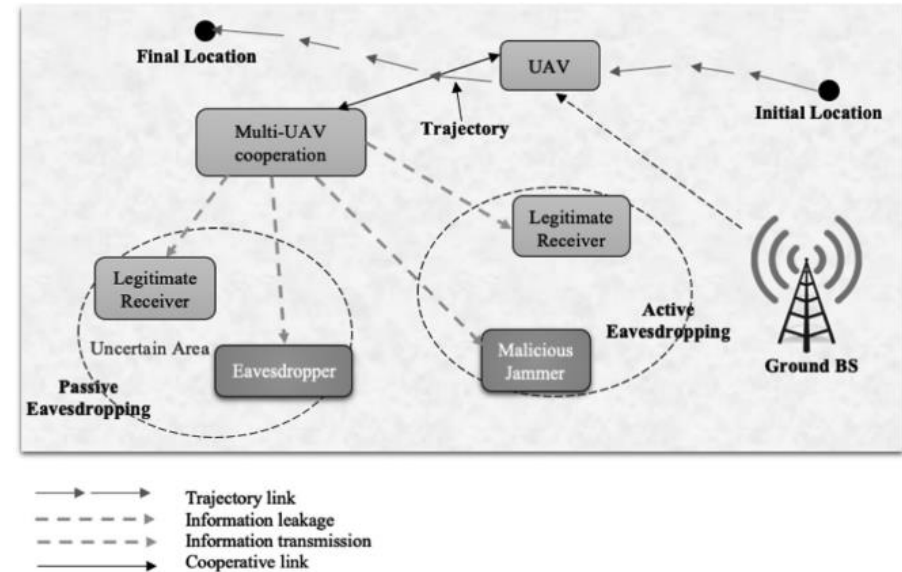 Final Location
UAV
Initial Location
Trajectory
Multi-UAV
cooperation
Legitimate
Receiver
Legitimate
Receiver
Uncertain Area
Eavesdropper
Passive
Eavesdropping
Active
Eavesdropping
Malicious
Jammer
Ground BS
Trajectory link
Information leakage
Information transmission
Cooperative link